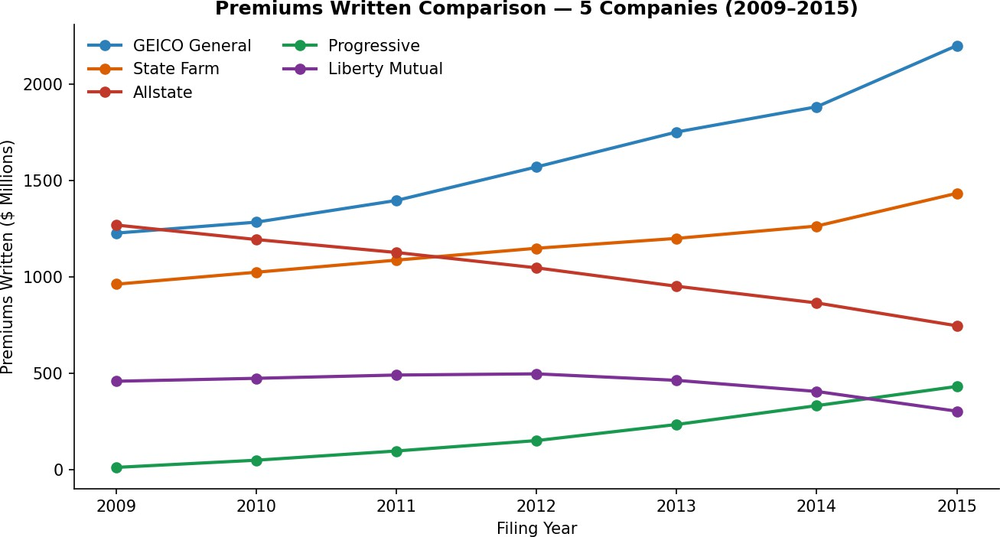 Premiums Written Comparison — 5 Companies (2009–2015)
GEICO General
State Farm
Allstate
Progressive
Liberty Mutual
Premiums Written ($ Millions)
2000
1500
1000
500
0
2009 2010 2011 2012 2013 2014 2015
Filing Year